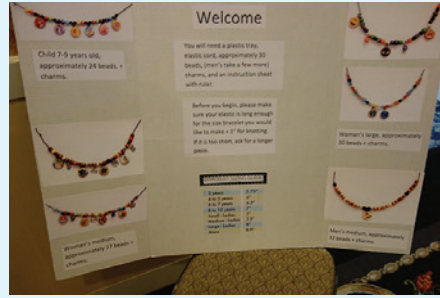 Welcome
Child 7-9 years old,
approximately 24 beads, +
charms.
You will need a plastic tray,
elastic cord, approximately 30
beads, (men's take a few more)
charms, and an instruction sheet
with ruler.
Before you begin, please make
sure your elastic is long enough
for the size bracelet you would
like to make + 3" for knotting.
If it is too short, ask for a longer
piece.
Woman's large, approximately
30 beads + charms.
Woman's medium,
approximately 27 beads +
charms.
Men's medium, approximately
32 beads + charms.